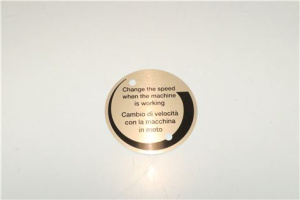 Change the speed
when the machine
is working
Cambio di velocità
con la macchina
in moto